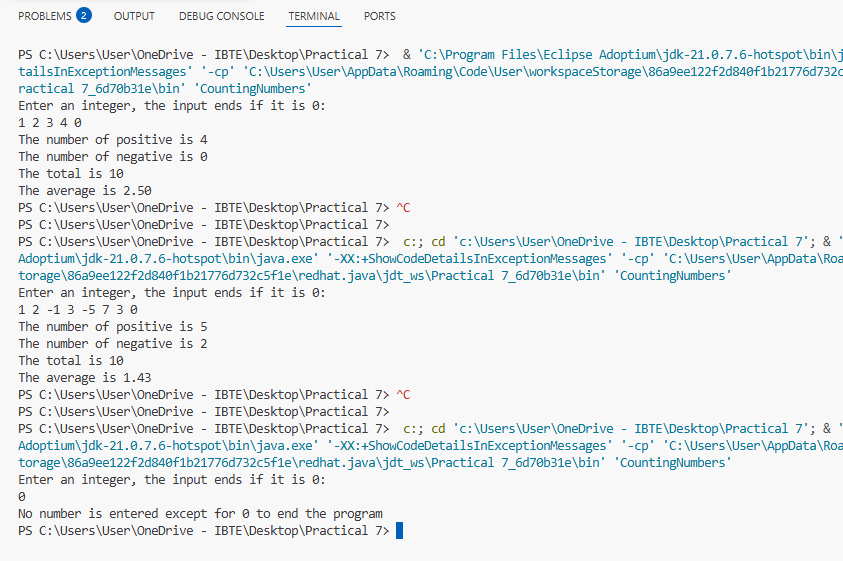 PROBLEMS 2 OUTPUT DEBUG CONSOLE TERMINAL PORTS
PS C:\Users\User\OneDrive - IBTE\Desktop\Practical 7>  & 'C:\Program Files\Eclipse Adoptium\jdk-21.0.7.6-hotspot\bin\j
tailsInExceptionMessages' '-cp' 'C:\Users\User\AppData\Roaming\Code\User\workspaceStorage\86a9ee122f2d840f1b21776d732c
ractical 7_6d70b31e\bin' 'CountingNumbers'
Enter an integer, the input ends if it is 0:
1 2 3 4 0
The number of positive is 4
The number of negative is 0
The total is 10
The average is 2.50
PS C:\Users\User\OneDrive - IBTE\Desktop\Practical 7> ^C
PS C:\Users\User\OneDrive - IBTE\Desktop\Practical 7>
PS C:\Users\User\OneDrive - IBTE\Desktop\Practical 7>  c:; cd 'c:\Users\User\OneDrive - IBTE\Desktop\Practical 7'; & '
Adoptium\jdk-21.0.7.6-hotspot\bin\java.exe' '-XX:+ShowCodeDetailsInExceptionMessages' '-cp' 'C:\Users\User\AppData\Roa
torage\86a9ee122f2d840f1b21776d732c5f1e\redhat.java\jdt_ws\Practical 7_6d70b31e\bin' 'CountingNumbers'
Enter an integer, the input ends if it is 0:
1 2 -1 3 -5 7 3 0
The number of positive is 5
The number of negative is 2
The total is 10
The average is 1.43
PS C:\Users\User\OneDrive - IBTE\Desktop\Practical 7> ^C
PS C:\Users\User\OneDrive - IBTE\Desktop\Practical 7>
PS C:\Users\User\OneDrive - IBTE\Desktop\Practical 7>  c:; cd 'c:\Users\User\OneDrive - IBTE\Desktop\Practical 7'; & '
Adoptium\jdk-21.0.7.6-hotspot\bin\java.exe' '-XX:+ShowCodeDetailsInExceptionMessages' '-cp' 'C:\Users\User\AppData\Roa
torage\86a9ee122f2d840f1b21776d732c5f1e\redhat.java\jdt_ws\Practical 7_6d70b31e\bin' 'CountingNumbers'
Enter an integer, the input ends if it is 0:
0
No number is entered except for 0 to end the program
PS C:\Users\User\OneDrive - IBTE\Desktop\Practical 7>